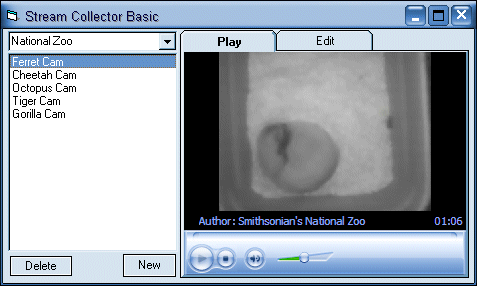 Stream Collector Basic
National Zoo
Ferret Cam
Cheetah Cam
Octopus Cam
Tiger Cam
Gorilla Cam
Delete
New
Play
Edit
Author: Smithsonian's National Zoo
01:06